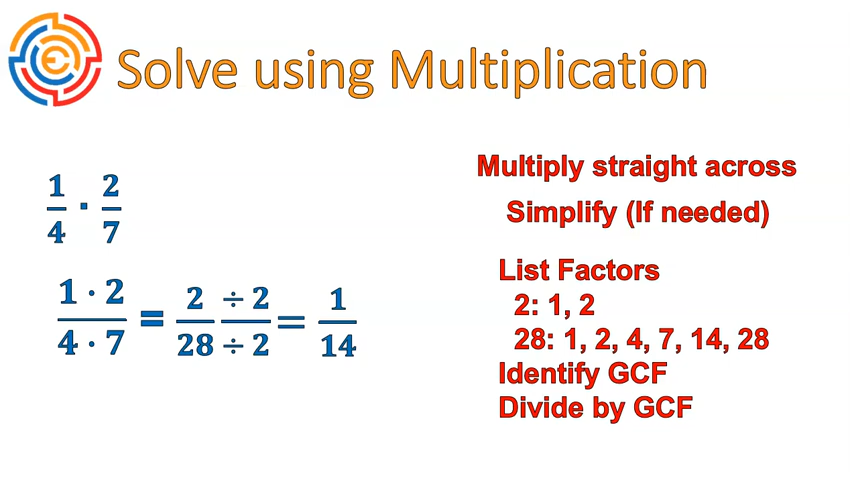 Solve using Multiplication
1/4 · 2/7
(1 · 2)/(4 · 7) = 2/28 ÷ 2/÷ 2 = 1/14
Multiply straight across
Simplify (If needed)
List Factors
2: 1, 2
28: 1, 2, 4, 7, 14, 28
Identify GCF
Divide by GCF